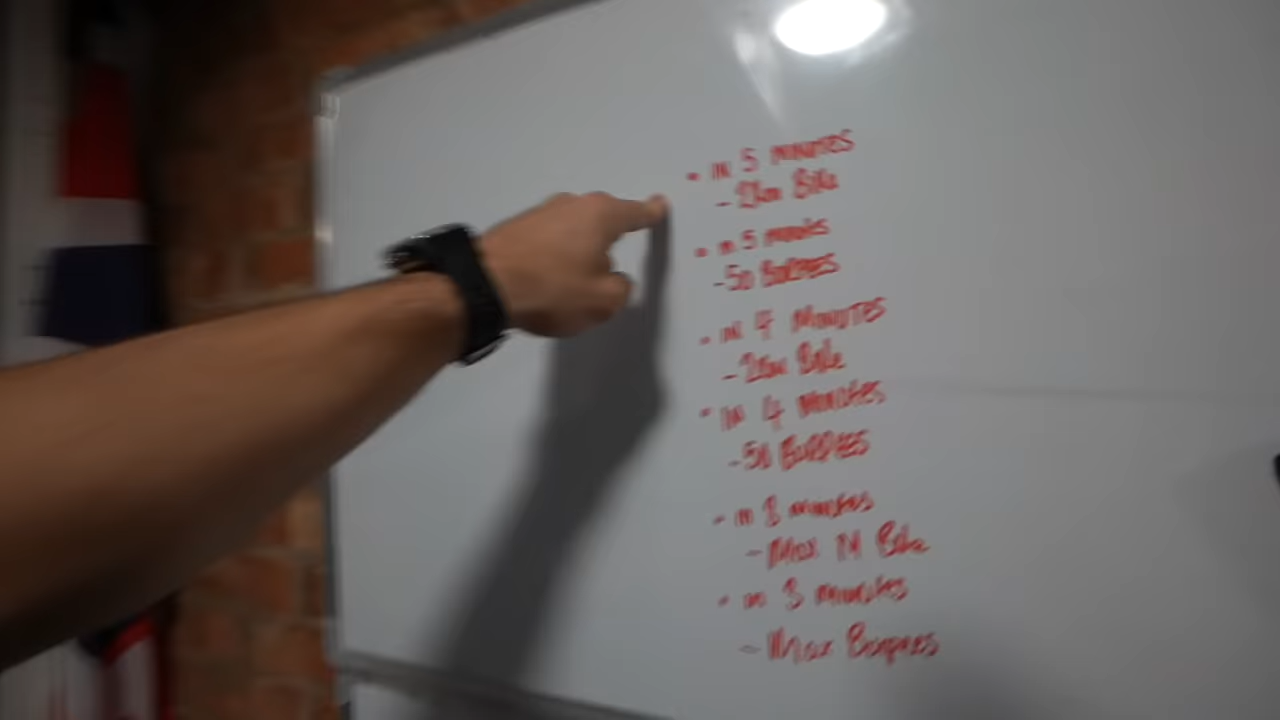 • in 5 minutes
- 2km Bike
• in 5 minutes
- 50 Burpees
• in 4 Minutes
- 2km Bike
• in 4 Minutes
- 50 Burpees
• in 3 minutes
- Max M Bike
• in 3 minutes
- Max Burpees